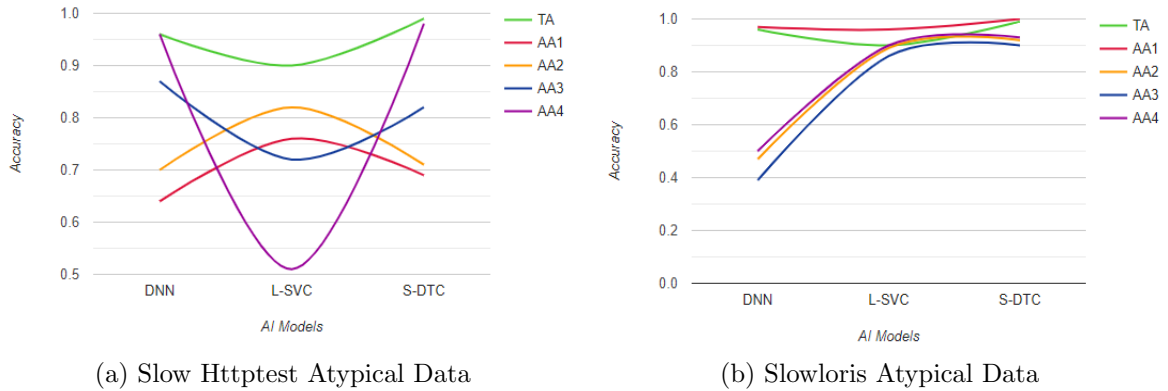 1.0
0.9
0.8
0.7
0.6
0.5
Accuracy
DNN
L-SVC
S-DTC
AI Models
TA
AA1
AA2
AA3
AA4
(a) Slow Httptest Atypical Data
1.0
0.8
0.6
0.4
0.2
0.0
Accuracy
DNN
L-SVC
S-DTC
AI Models
TA
AA1
AA2
AA3
AA4
(b) Slowloris Atypical Data